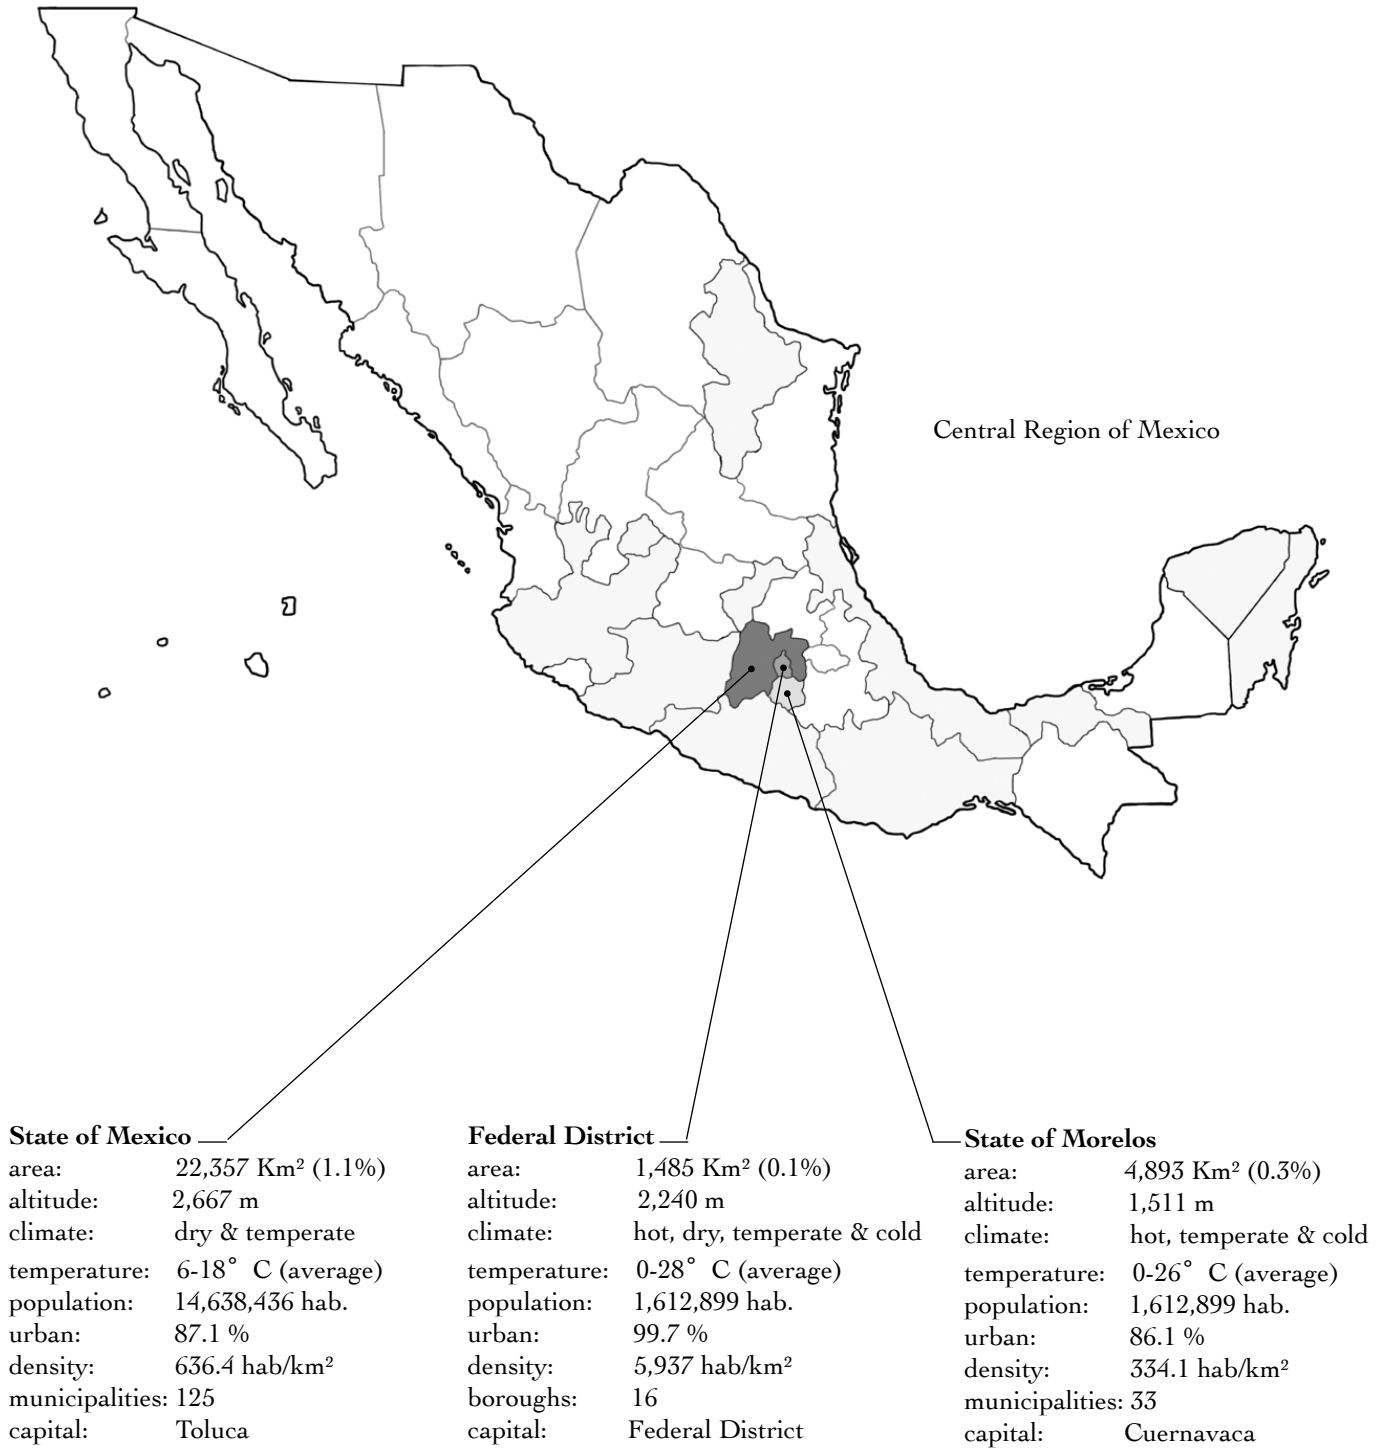 Central Region of Mexico
State of Mexico
area: 22,357 Km² (1.1%)
altitude: 2,667 m
climate: dry & temperate
temperature: 6-18° C (average)
population: 14,638,436 hab.
urban: 87.1 %
density: 636.4 hab/km²
municipalities: 125
capital: Toluca
Federal District
area: 1,485 Km² (0.1%)
altitude: 2,240 m
climate: hot, dry, temperate & cold
temperature: 0-28° C (average)
population: 1,612,899 hab.
urban: 99.7 %
density: 5,937 hab/km²
boroughs: 16
capital: Federal District
State of Morelos
area: 4,893 Km² (0.3%)
altitude: 1,511 m
climate: hot, temperate & cold
temperature: 0-26° C (average)
population: 1,612,899 hab.
urban: 86.1 %
density: 334.1 hab/km²
municipalities: 33
capital: Cuernavaca